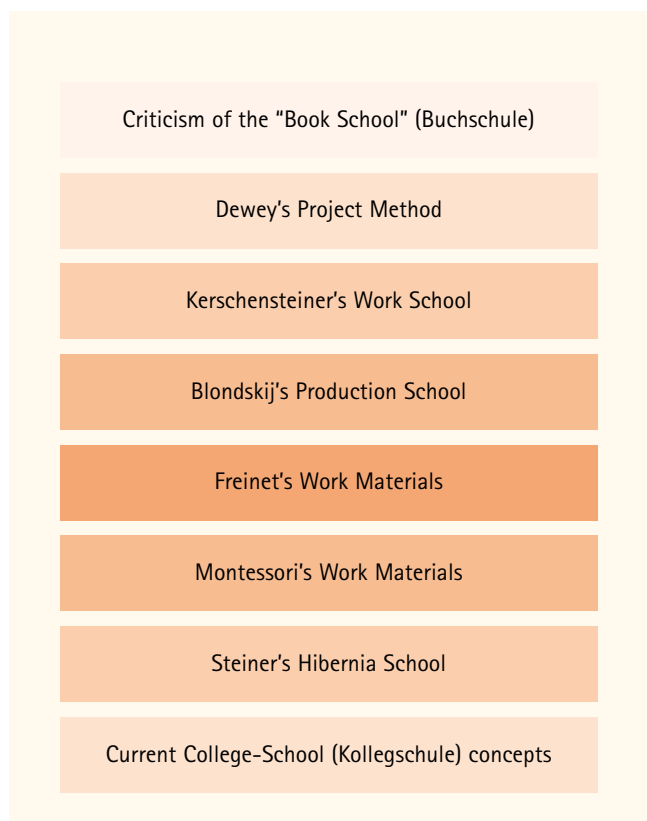 Criticism of the “Book School” (Buchschule)
Dewey's Project Method
Kerschensteiner's Work School
Blondskij's Production School
Freinet's Work Materials
Montessori's Work Materials
Steiner's Hibernia School
Current College-School (Kollegschule) concepts